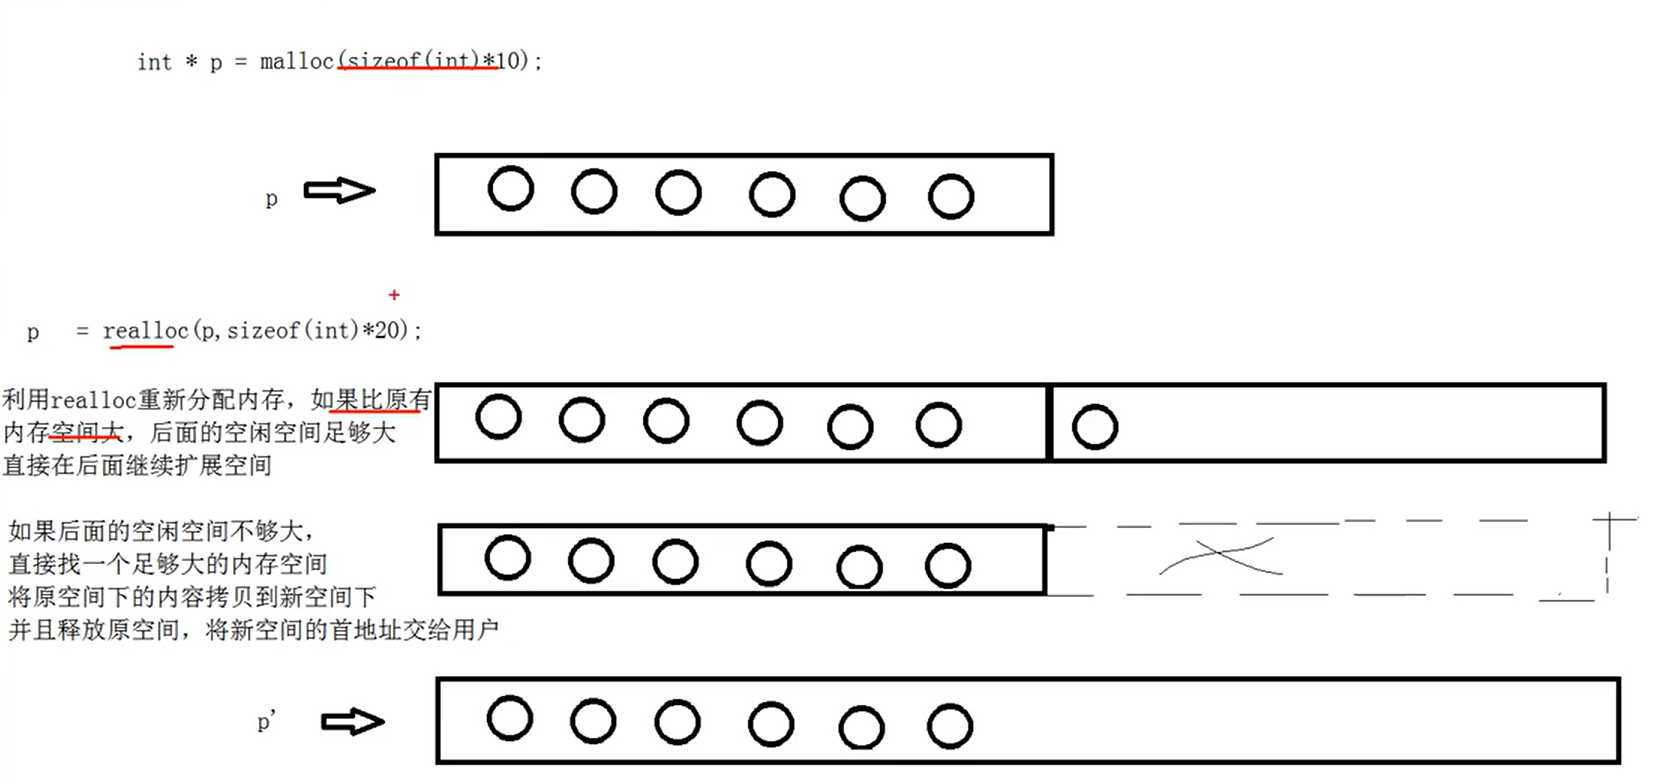 int * p = malloc(sizeof(int)*10);
p
p = realloc(p,sizeof(int)*20);
利用realloc重新分配内存，如果比原有
内存空间大，后面的空闲空间足够大
直接在后面继续扩展空间
如果后面的空闲空间不够大，
直接找一个足够大的内存空间
将原空间下的内容拷贝到新空间下
并且释放原空间，将新空间的首地址交给用户
p'